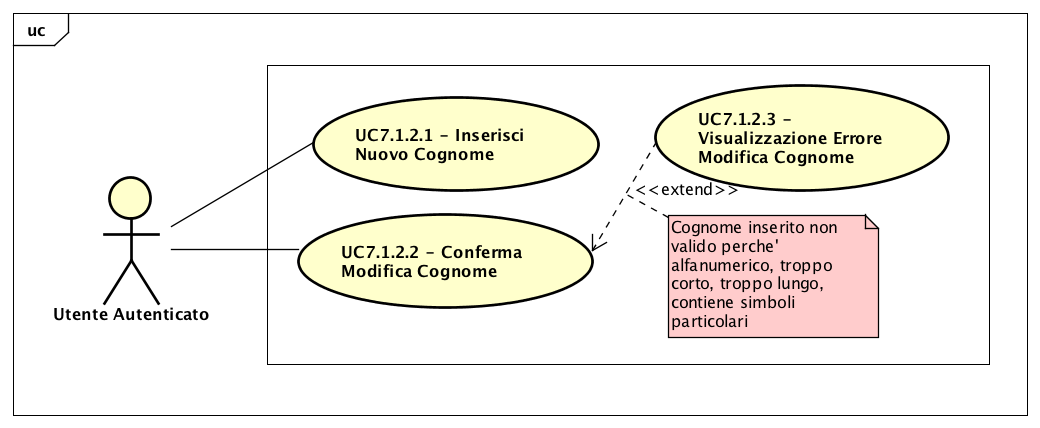 uc
UC7.1.2.1 - Inserisci
Nuovo Cognome
UC7.1.2.3 -
Visualizzazione Errore
Modifica Cognome
<<extend>>
UC7.1.2.2 - Conferma
Modifica Cognome
Cognome inserito non
valido perche'
alfanumerico, troppo
corto, troppo lungo,
contiene simboli
particolari
Utente Autenticato